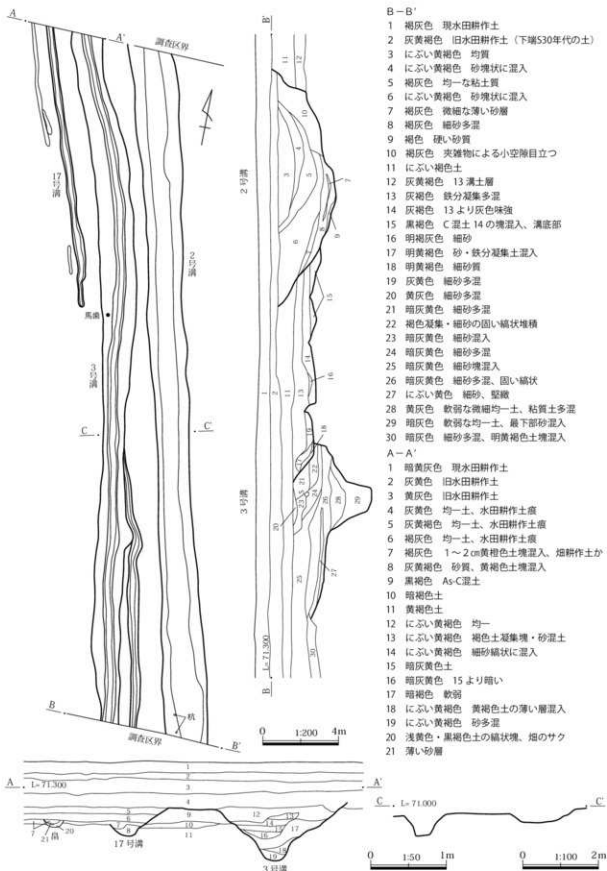 B－B'
1 褐灰色 現水田耕作土
2 灰黄褐色 旧水田耕作土（下端S30年代の土）
3 にぶい黄褐色 均質
4 にぶい黄褐色 砂塊状に混入
5 褐灰色 均一な粘土質
6 にぶい黄褐色 砂塊状に混入
7 褐灰色 微細な薄い砂層
8 褐灰色 細砂多混
9 褐色 硬い砂質
10 褐灰色 夾雑物による小空隙目立つ
11 にぶい褐色土
12 灰黄褐色 13 溝土層
13 灰褐色 鉄分凝集多混
14 灰褐色 13 より灰色味強
15 黒褐色 C 混土 14 の塊混入、溝底部
16 明褐灰色 細砂
17 明黄褐色 砂・鉄分凝集土混入
18 明黄褐色 細砂質
19 灰黄色 細砂多混
20 黄灰色 細砂多混
21 暗灰黄色 細砂多混
22 褐色凝集・細砂の固い縞状堆積
23 暗灰黄色 細砂混入
24 暗灰黄色 細砂多混
25 暗灰黄色 細砂塊混入
26 暗灰黄色 細砂多混、固い縞状
27 にぶい黄色 細砂、堅緻
28 黄灰色 軟弱な微細均一土、粘質土多混
29 暗灰色 軟弱な均一土、最下部砂混入
30 暗灰色 細砂多混、明黄褐色土塊混入
A－A'
1 暗黄灰色 現水田耕作土
2 灰黄色 旧水田耕作土
3 黄灰色 旧水田耕作土
4 灰黄色 均一土、水田耕作土痕
5 灰黄褐色 均一土、水田耕作土痕
6 褐灰色 均一土、水田耕作土痕
7 褐灰色 1～2㎝黄橙色土塊混入、畑耕作土か
8 灰黄褐色 砂質、黄褐色土塊混入
9 黒褐色 As-C混土
10 暗褐色土
11 黄褐色土
12 にぶい黄褐色 均一
13 にぶい黄褐色 褐色土凝集塊・砂混土
14 にぶい黄褐色 細砂縞状に混入
15 暗灰黄色土
16 暗灰黄色 15 より暗い
17 暗褐色 軟弱
18 にぶい黄褐色 黄褐色土の薄い層混入
19 にぶい黄褐色 砂多混
20 浅黄色・黒褐色土の縞状塊、畑のサク
21 薄い砂層
A
A'
調査区界
17号溝
2号溝
馬歯
3号溝
C
C'
杭
B
調査区界
B'
B'
2号溝
3号溝
L=71.300
B
0 1:200 4m
A
L=71.300
A'
畠
17号溝
3号溝
C
L=71.000
C'
0 1:50 1m
0 1:100 2m